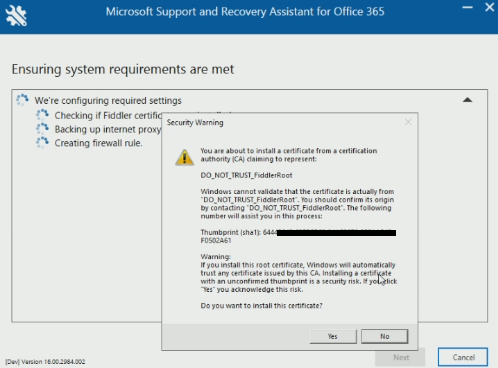 Microsoft Support and Recovery Assistant for Office 365
Ensuring system requirements are met
We're configuring required settings
Checking if Fiddler certific
Backing up internet proxy
Creating firewall rule.
Security Warning
You are about to install a certificate from a certification
authority (CA) claiming to represent:
DO_NOT_TRUST_FiddlerRoot
Windows cannot validate that the certificate is actually from
"DO_NOT_TRUST_FiddlerRoot". You should confirm its origin
by contacting "DO_NOT_TRUST_FiddlerRoot". The following
number will assist you in this process:
Thumbprint (sha1):
F0502A61
Warning:
If you install this root certificate, Windows will automatically
trust any certificate issued by this CA. Installing a certificate
with an unconfirmed thumbprint is a security risk. If you click
"Yes" you acknowledge this risk.
Do you want to install this certificate?
Yes
No
Next
Cancel
[Dev] Version 16.00.2984.002